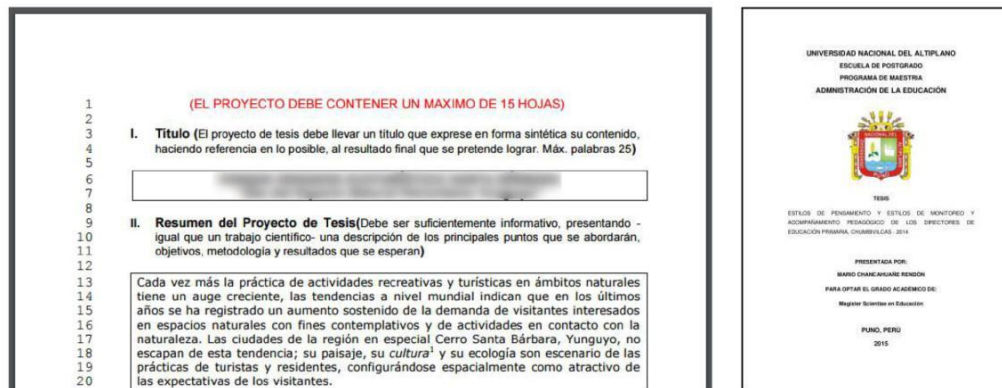 1
(EL PROYECTO DEBE CONTENER UN MAXIMO DE 15 HOJAS)
2
3 I. Titulo (El proyecto de tesis debe llevar un título que exprese en forma sintética su contenido,
4 haciendo referencia en lo posible, al resultado final que se pretende lograr. Máx. palabras 25)
5
6
7
8
9 II. Resumen del Proyecto de Tesis(Debe ser suficientemente informativo, presentando -
10 igual que un trabajo científico- una descripción de los principales puntos que se abordarán,
11 objetivos, metodología y resultados que se esperan)
12
13 Cada vez más la práctica de actividades recreativas y turísticas en ámbitos naturales
14 tiene un auge creciente, las tendencias a nivel mundial indican que en los últimos
15 años se ha registrado un aumento sostenido de la demanda de visitantes interesados
16 en espacios naturales con fines contemplativos y de actividades en contacto con la
17 naturaleza. Las ciudades de la región en especial Cerro Santa Bárbara, Yunguyo, no
18 escapan de esta tendencia; su paisaje, su cultura¹ y su ecología son escenario de las
19 prácticas de turistas y residentes, configurándose espacialmente como atractivo de
20 las expectativas de los visitantes.
UNIVERSIDAD NACIONAL DEL ALTIPLANO
ESCUELA DE POSTGRADO
PROGRAMA DE MAESTRIA
ADMINISTRACIÓN DE LA EDUCACIÓN
TESIS
ESTILOS DE PENSAMIENTO Y ESTILOS DE MONITOREO Y
ACOMPAÑAMIENTO PEDAGÓGICO DE LOS DIRECTORES DE
EDUCACIÓN PRIMARIA, CHUMBIVILCAS - 2014
PRESENTADA POR:
MARIO CHANCAHUAÑE RENDÓN
PARA OPTAR EL GRADO ACADÉMICO DE:
Magister Scientiae en Educación
PUNO, PERÚ
2015